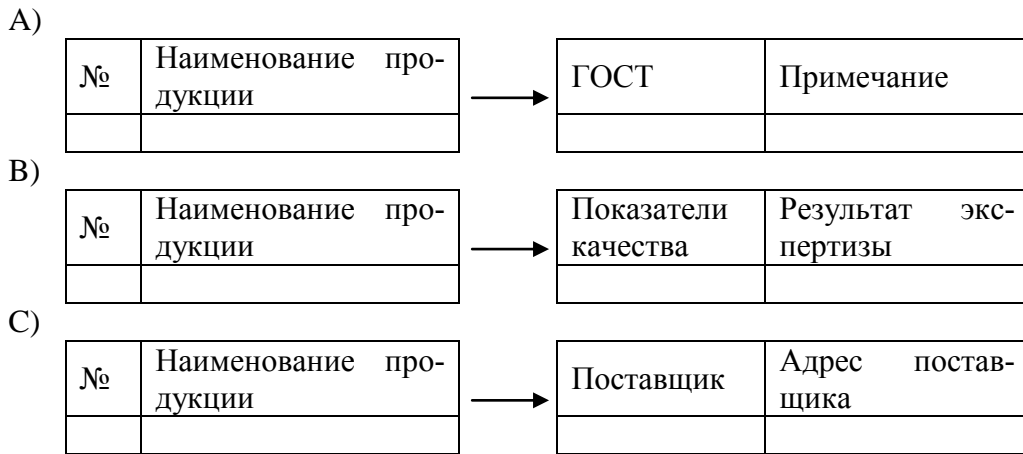 А)
№ Наименование про-
дукции ГОСТ Примечание
В)
№ Наименование про-
дукции Показатели
качества Результат экс-
пертизы
С)
№ Наименование про-
дукции Поставщик Адрес постав-
щика